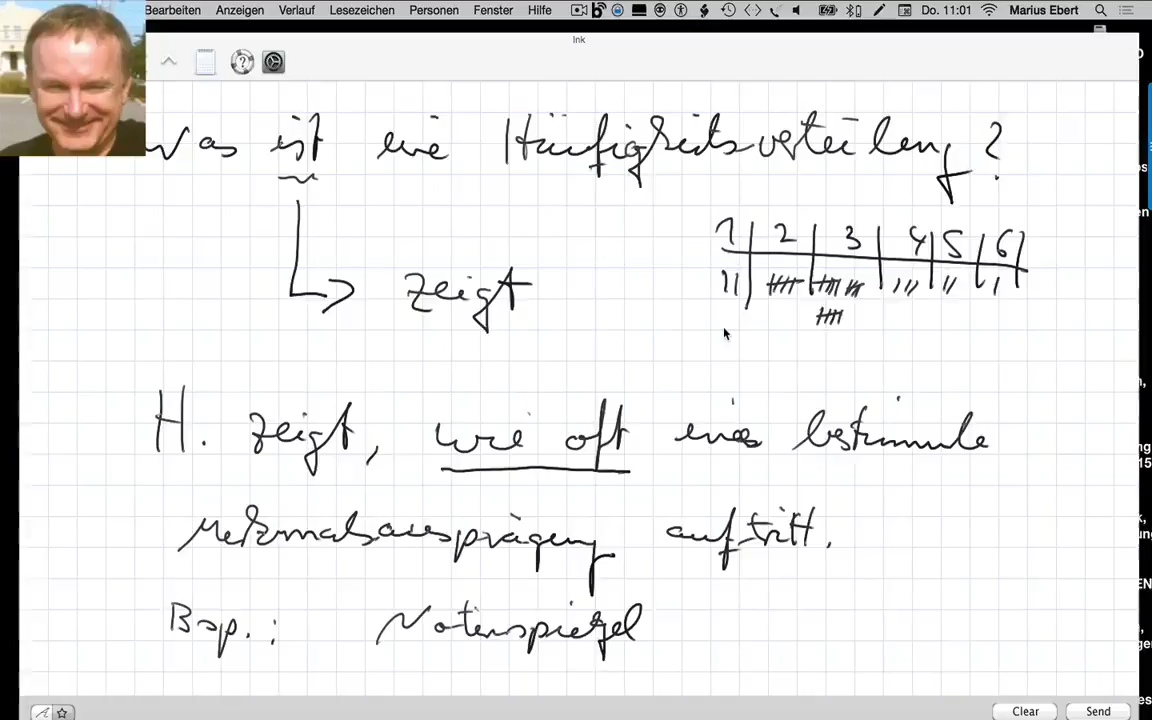 Bearbeiten Anzeigen Verlauf Lesezeichen Personen Fenster Hilfe Do. 11:01 Marius Ebert
Ink
Was ist eine Häufigkeitsverteilung?
1 2 3 4 5 6
zeigt
H. zeigt, wie oft eine bestimmte
Merkmalsausprägung auftritt.
Bsp.: Notenspiegel
Clear Send